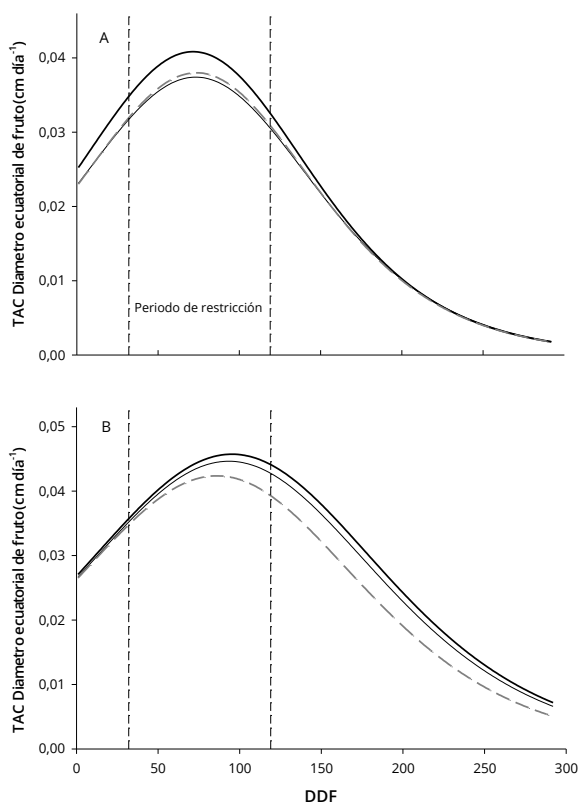 A
TAC Diametro ecuatorial de fruto(cm día⁻¹)
0,04
0,03
0,02
0,01
0,00
Periodo de restricción
B
TAC Diametro ecuatorial de fruto(cm día⁻¹)
0,05
0,04
0,03
0,02
0,01
0,00
0 50 100 150 200 250 300
DDF